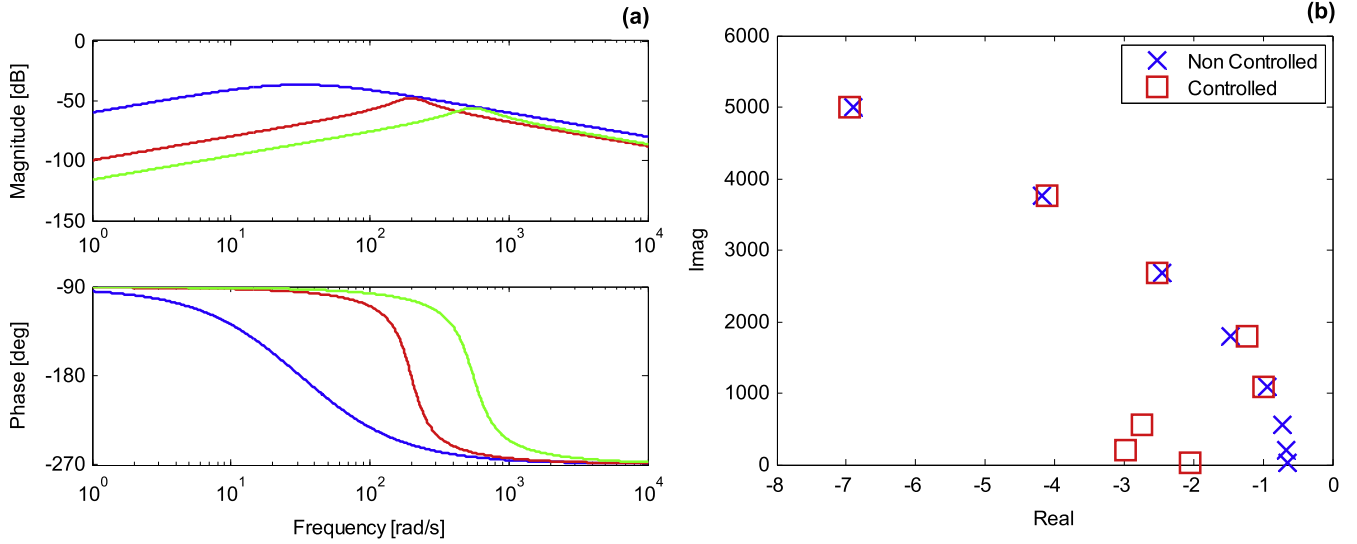 (a)
0
-50
-100
-150
Magnitude [dB]
10^0 10^1 10^2 10^3 10^4
-90
-180
-270
Phase [deg]
10^0 10^1 10^2 10^3 10^4
Frequency [rad/s]
(b)
6000
5000
4000
3000
2000
1000
0
Imag
Non Controlled
Controlled
-8 -7 -6 -5 -4 -3 -2 -1 0
Real